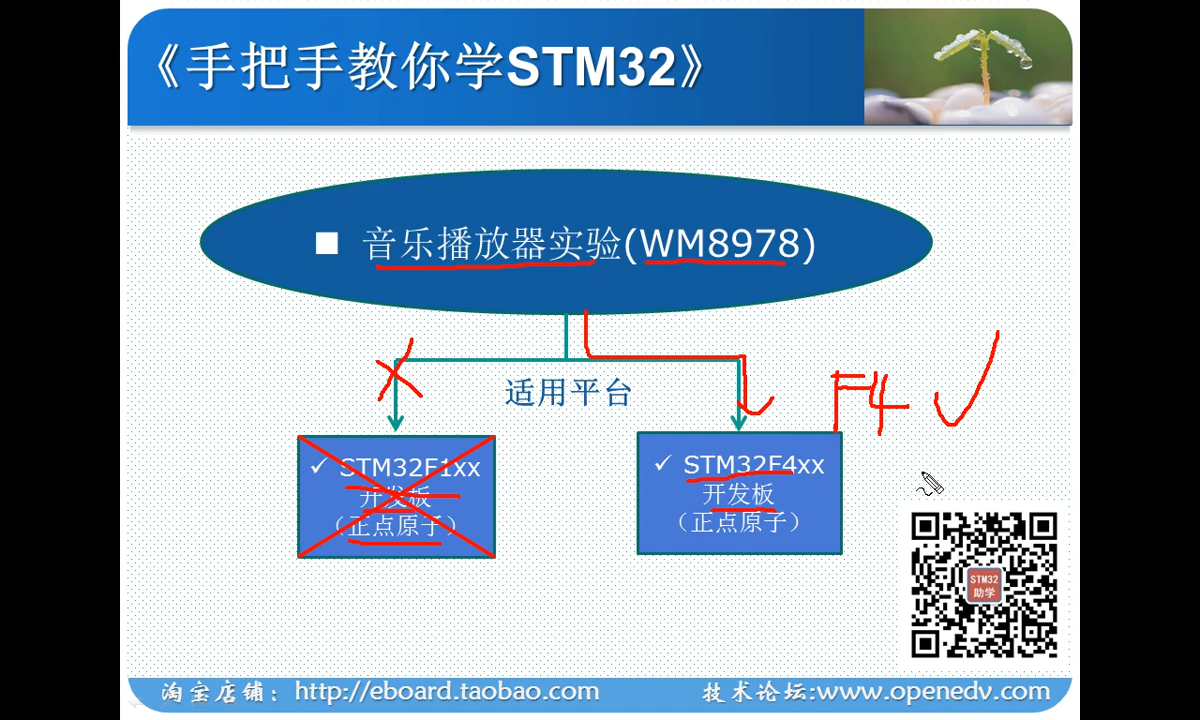 《手把手教你学STM32》
■ 音乐播放器实验(WM8978)
适用平台
F4
✓ STM32F1xx
开发板
（正点原子）
✓ STM32F4xx
开发板
（正点原子）
STM32
助学
淘宝店铺：http://eboard.taobao.com
技术论坛:www.openedv.com